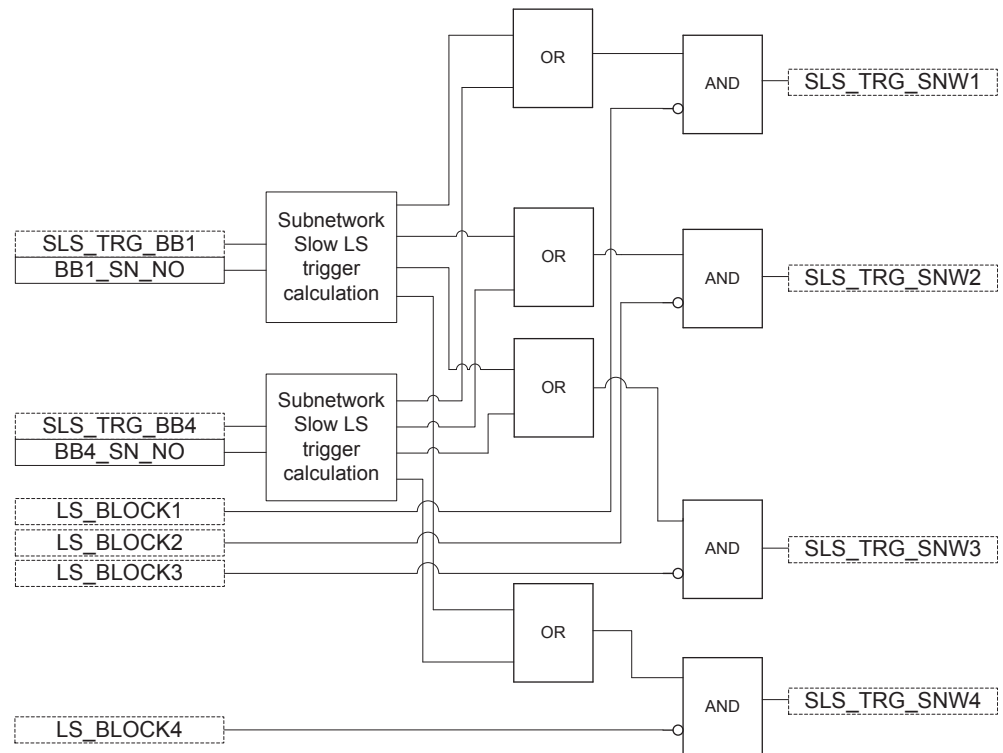 OR
AND
SLS_TRG_SNW1
Subnetwork
Slow LS
trigger
calculation
SLS_TRG_BB1
BB1_SN_NO
OR
AND
SLS_TRG_SNW2
OR
Subnetwork
Slow LS
trigger
calculation
SLS_TRG_BB4
BB4_SN_NO
LS_BLOCK1
LS_BLOCK2
LS_BLOCK3
AND
SLS_TRG_SNW3
OR
AND
SLS_TRG_SNW4
LS_BLOCK4